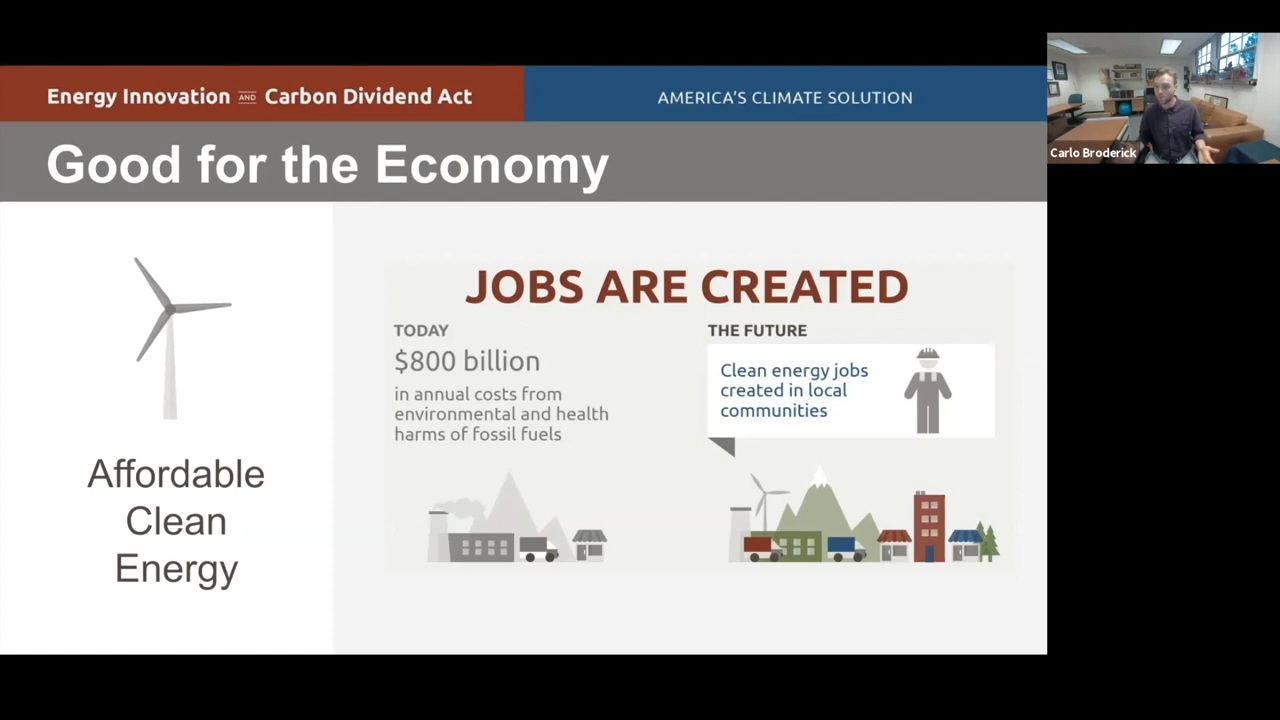 Energy Innovation AND Carbon Dividend Act
AMERICA'S CLIMATE SOLUTION
Carlo Broderick
Good for the Economy
Affordable
Clean
Energy
JOBS ARE CREATED
TODAY
$800 billion
in annual costs from
environmental and health
harms of fossil fuels
THE FUTURE
Clean energy jobs
created in local
communities